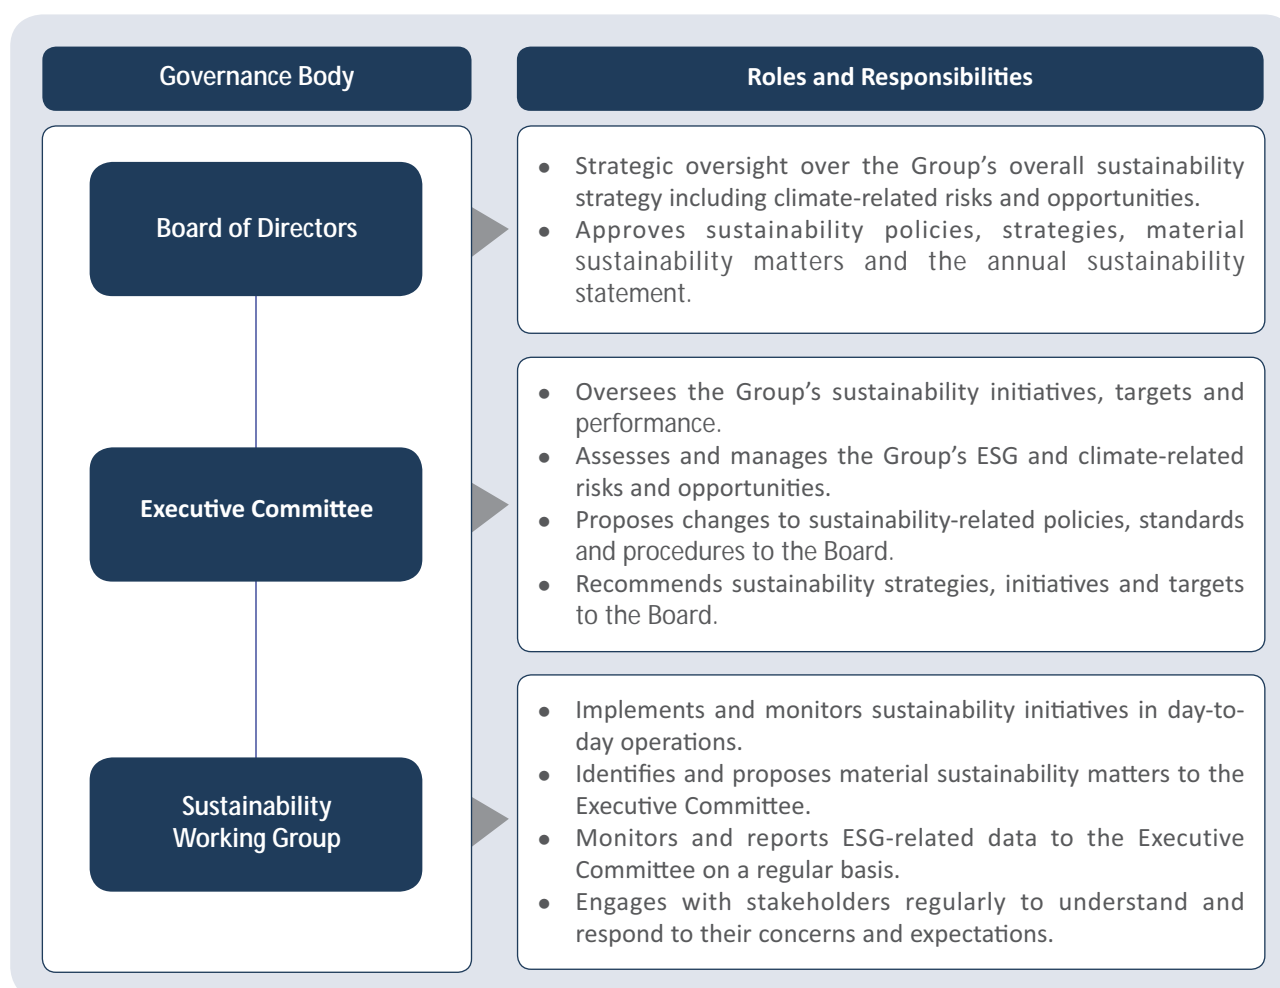 Governance Body
Roles and Responsibilities
Board of Directors
● Strategic oversight over the Group’s overall sustainability
strategy including climate-related risks and opportunities.
● Approves sustainability policies, strategies, material
sustainability matters and the annual sustainability
statement.
Executive Committee
● Oversees the Group’s sustainability initiatives, targets and
performance.
● Assesses and manages the Group’s ESG and climate-related
risks and opportunities.
● Proposes changes to sustainability-related policies, standards
and procedures to the Board.
● Recommends sustainability strategies, initiatives and targets
to the Board.
Sustainability
Working Group
● Implements and monitors sustainability initiatives in day-to-
day operations.
● Identifies and proposes material sustainability matters to the
Executive Committee.
● Monitors and reports ESG-related data to the Executive
Committee on a regular basis.
● Engages with stakeholders regularly to understand and
respond to their concerns and expectations.